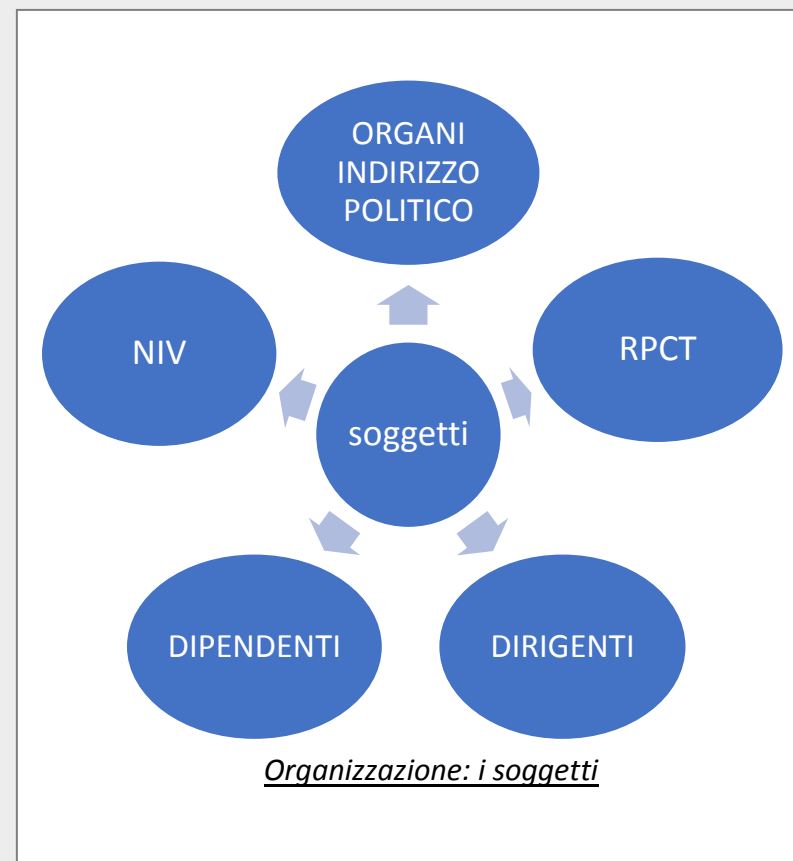 ORGANI
INDIRIZZO
POLITICO
NIV
RPCT
soggetti
DIPENDENTI
DIRIGENTI
Organizzazione: i soggetti